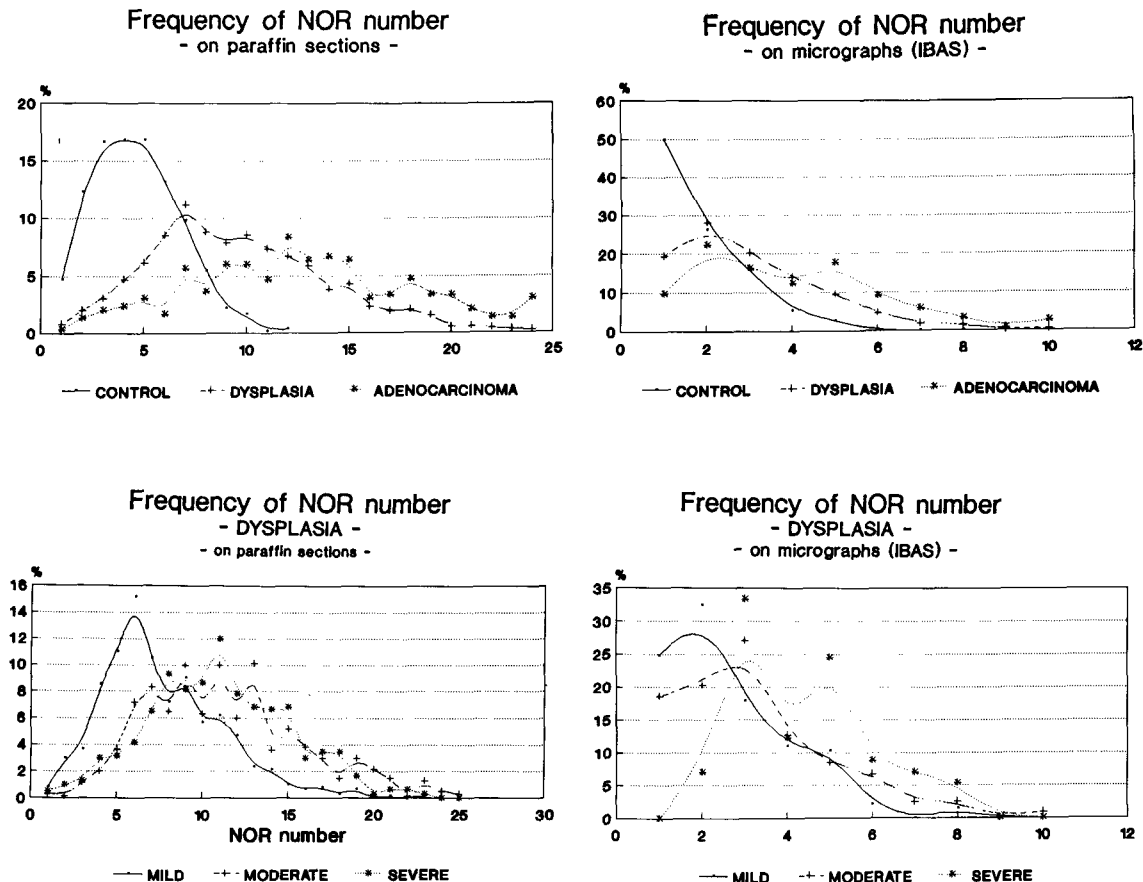 Frequency of NOR number
- on paraffin sections -
%
20
15
10
5
0
0 5 10 15 20 25
CONTROL DYSPLASIA ADENOCARCINOMA
Frequency of NOR number
- on micrographs (IBAS) -
%
60
50
40
30
20
10
0
0 2 4 6 8 10 12
CONTROL DYSPLASIA ADENOCARCINOMA
Frequency of NOR number
- DYSPLASIA -
- on paraffin sections -
%
16
14
12
10
8
6
4
2
0
0 5 10 15 20 25 30
NOR number
MILD MODERATE SEVERE
Frequency of NOR number
- DYSPLASIA -
- on micrographs (IBAS) -
%
35
30
25
20
15
10
5
0
0 2 4 6 8 10 12
MILD MODERATE SEVERE